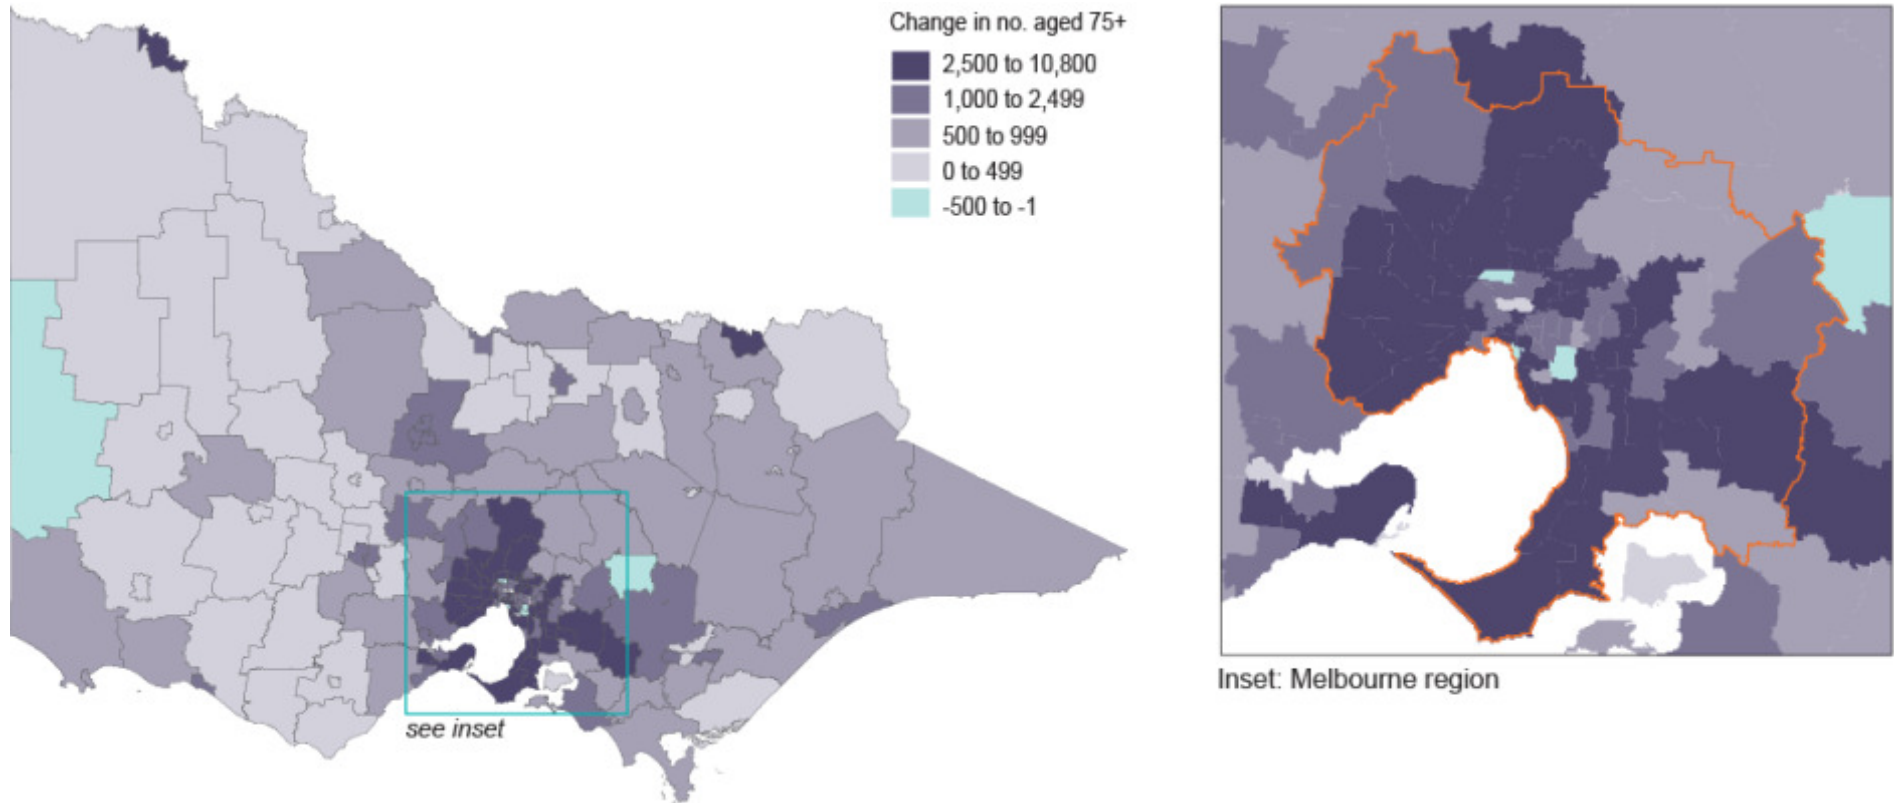 Change in no. aged 75+
2,500 to 10,800
1,000 to 2,499
500 to 999
0 to 499
-500 to -1
see inset
Inset: Melbourne region